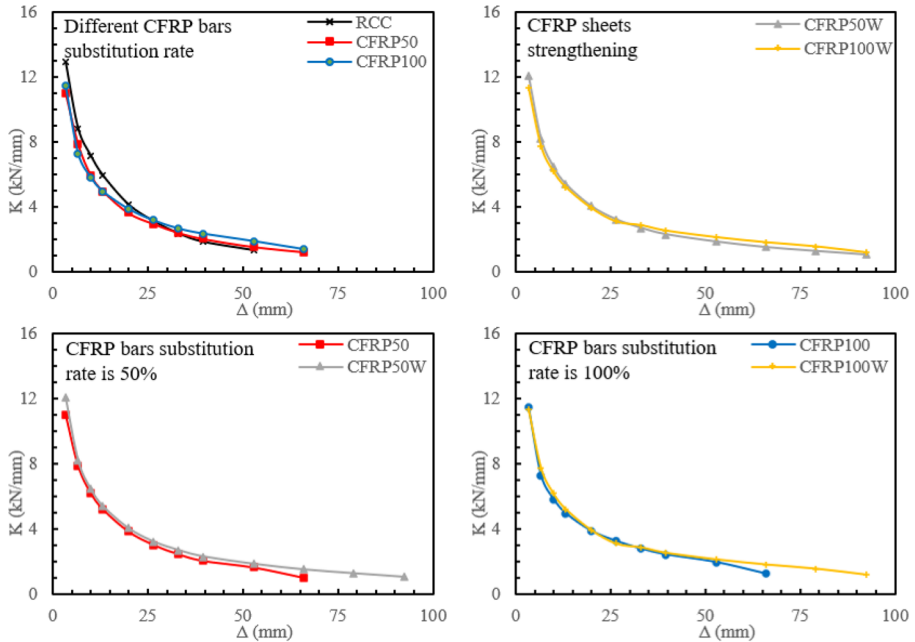 Different CFRP bars
substitution rate
RCC
CFRP50
CFRP100
16
12
8
4
0
K (kN/mm)
0 25 50 75 100
Δ (mm)
CFRP sheets
strengthening
CFRP50W
CFRP100W
16
12
8
4
0
K (kN/mm)
0 25 50 75 100
Δ (mm)
CFRP bars substitution
rate is 50%
CFRP50
CFRP50W
16
12
8
4
0
K (kN/mm)
0 25 50 75 100
Δ (mm)
CFRP bars substitution
rate is 100%
CFRP100
CFRP100W
16
12
8
4
0
K (kN/mm)
0 25 50 75 100
Δ (mm)